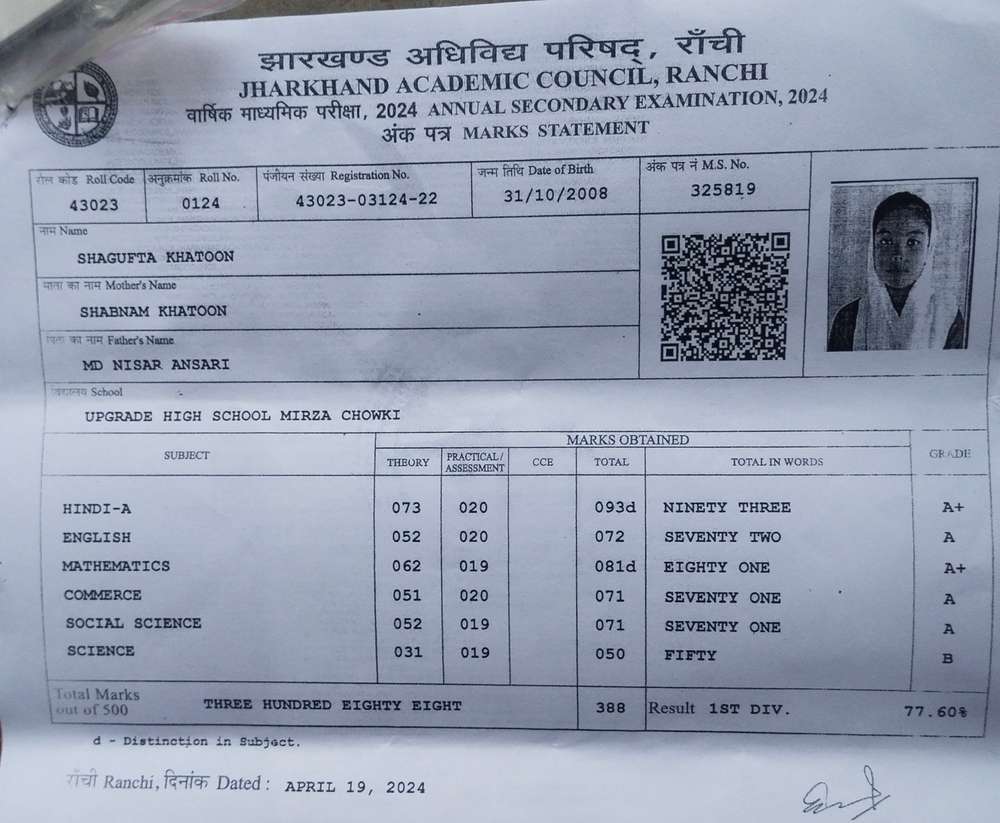 झारखण्ड अधिविद्य परिषद्, राँची
JHARKHAND ACADEMIC COUNCIL, RANCHI
वार्षिक माध्यमिक परीक्षा, 2024 ANNUAL SECONDARY EXAMINATION, 2024
अंक पत्र MARKS STATEMENT
रोल कोड Roll Code अनुक्रमांक Roll No. पंजीयन संख्या Registration No. जन्म तिथि Date of Birth अंक पत्र नं M.S. No.
43023 0124 43023-03124-22 31/10/2008 325819
नाम Name
SHAGUFTA KHATOON
माता का नाम Mother's Name
SHABNAM KHATOON
पिता का नाम Father's Name
MD NISAR ANSARI
विद्यालय School
UPGRADE HIGH SCHOOL MIRZA CHOWKI
SUBJECT MARKS OBTAINED GRADE
THEORY PRACTICAL/ ASSESSMENT CCE TOTAL TOTAL IN WORDS
HINDI-A 073 020 093d NINETY THREE A+
ENGLISH 052 020 072 SEVENTY TWO A
MATHEMATICS 062 019 081d EIGHTY ONE A+
COMMERCE 051 020 071 SEVENTY ONE A
SOCIAL SCIENCE 052 019 071 SEVENTY ONE A
SCIENCE 031 019 050 FIFTY B
Total Marks out of 500 THREE HUNDRED EIGHTY EIGHT 388 Result 1ST DIV. 77.60%
d - Distinction in Subject.
राँची Ranchi, दिनांक Dated : APRIL 19, 2024